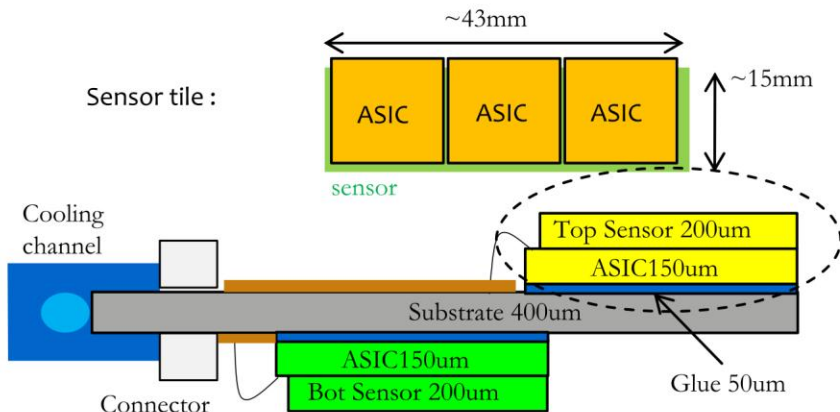 ~43mm
~15mm
Sensor tile :
ASIC
ASIC
ASIC
sensor
Cooling
channel
Top Sensor 200um
ASIC150um
Substrate 400um
ASIC150um
Bot Sensor 200um
Glue 50um
Connector